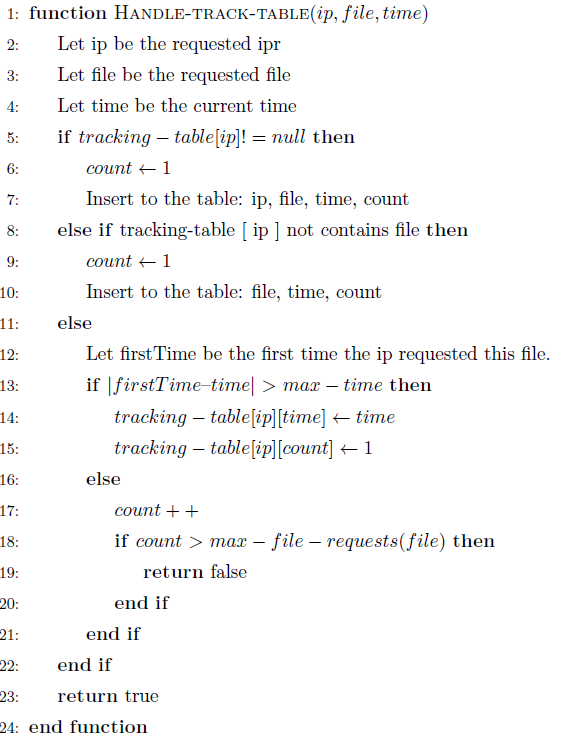 1: function HANDLE-TRACK-TABLE(ip, file, time)
2: Let ip be the requested ipr
3: Let file be the requested file
4: Let time be the current time
5: if tracking − table[ip]! = null then
6: count ← 1
7: Insert to the table: ip, file, time, count
8: else if tracking-table [ ip ] not contains file then
9: count ← 1
10: Insert to the table: file, time, count
11: else
12: Let firstTime be the first time the ip requested this file.
13: if |firstTime–time| > max − time then
14: tracking − table[ip][time] ← time
15: tracking − table[ip][count] ← 1
16: else
17: count + +
18: if count > max − file − requests(file) then
19: return false
20: end if
21: end if
22: end if
23: return true
24: end function